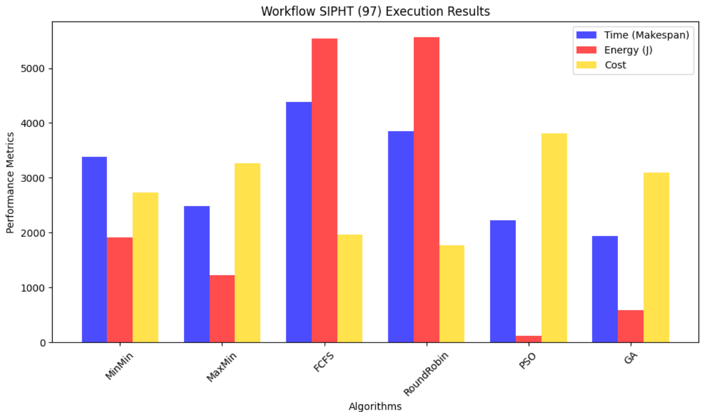 Workflow SIPHT (97) Execution Results
Time (Makespan)
Energy (J)
Cost
Performance Metrics
5000
4000
3000
2000
1000
0
MinMin
MaxMin
FCFS
RoundRobin
PSO
GA
Algorithms